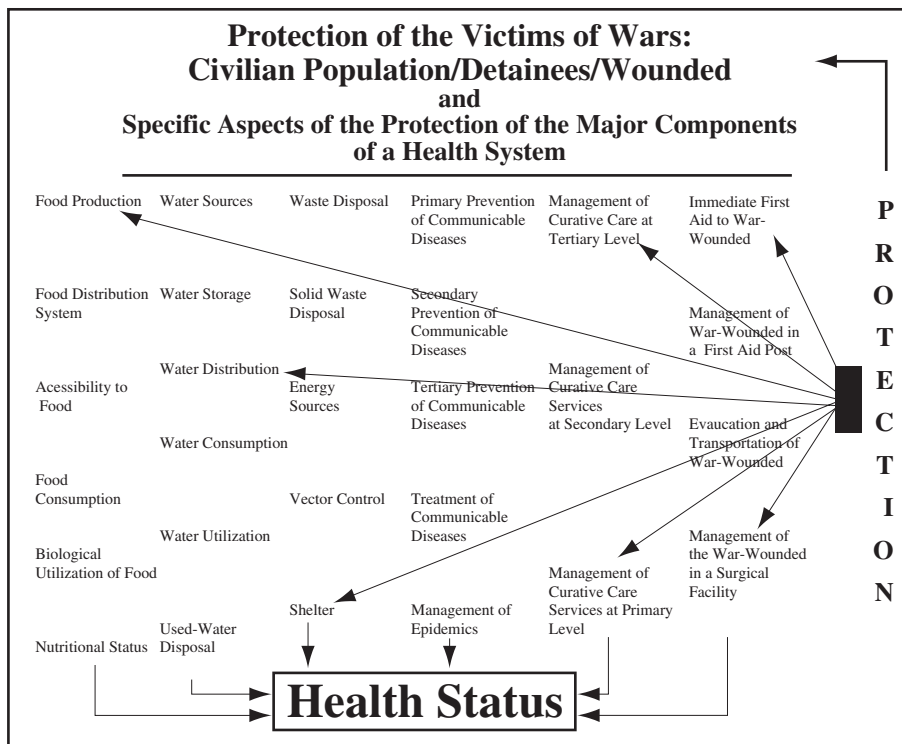 Protection of the Victims of Wars:
Civilian Population/Detainees/Wounded
and
Specific Aspects of the Protection of the Major Components
of a Health System
Food Production
Food Distribution
System
Acessibility to
Food
Food
Consumption
Biological
Utilization of Food
Nutritional Status
Water Sources
Water Storage
Water Distribution
Water Consumption
Water Utilization
Used-Water
Disposal
Waste Disposal
Solid Waste
Disposal
Energy
Sources
Vector Control
Shelter
Primary Prevention
of Communicable
Diseases
Secondary
Prevention of
Communicable
Diseases
Tertiary Prevention
of Communicable
Diseases
Treatment of
Communicable
Diseases
Management of
Epidemics
Management of
Curative Care at
Tertiary Level
Management of
Curative Care
Services
at Secondary Level
Management of
Curative Care
Services at Primary
Level
Immediate First
Aid to War-
Wounded
Management of
War-Wounded in
a First Aid Post
Evaucation and
Transportation of
War-Wounded
Management of
the War-Wounded
in a Surgical
Facility
P
R
O
T
E
C
T
I
O
N
Health Status